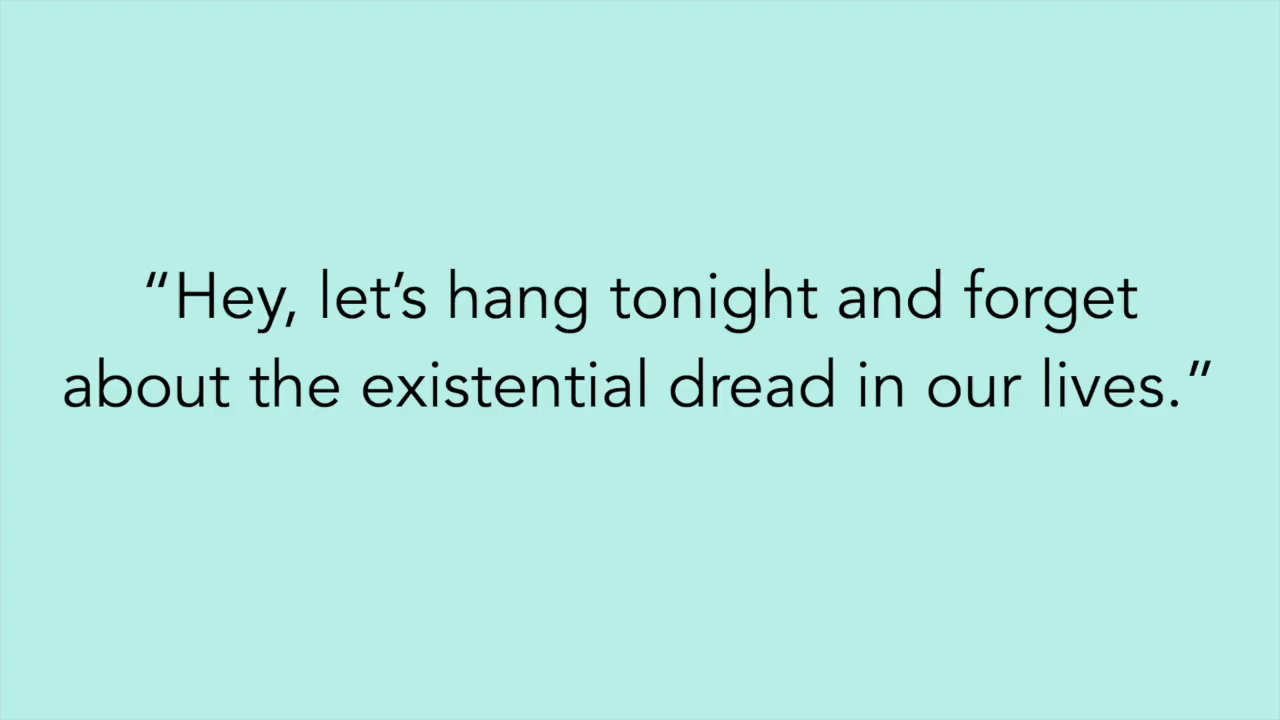 “Hey, let’s hang tonight and forget
about the existential dread in our lives.”